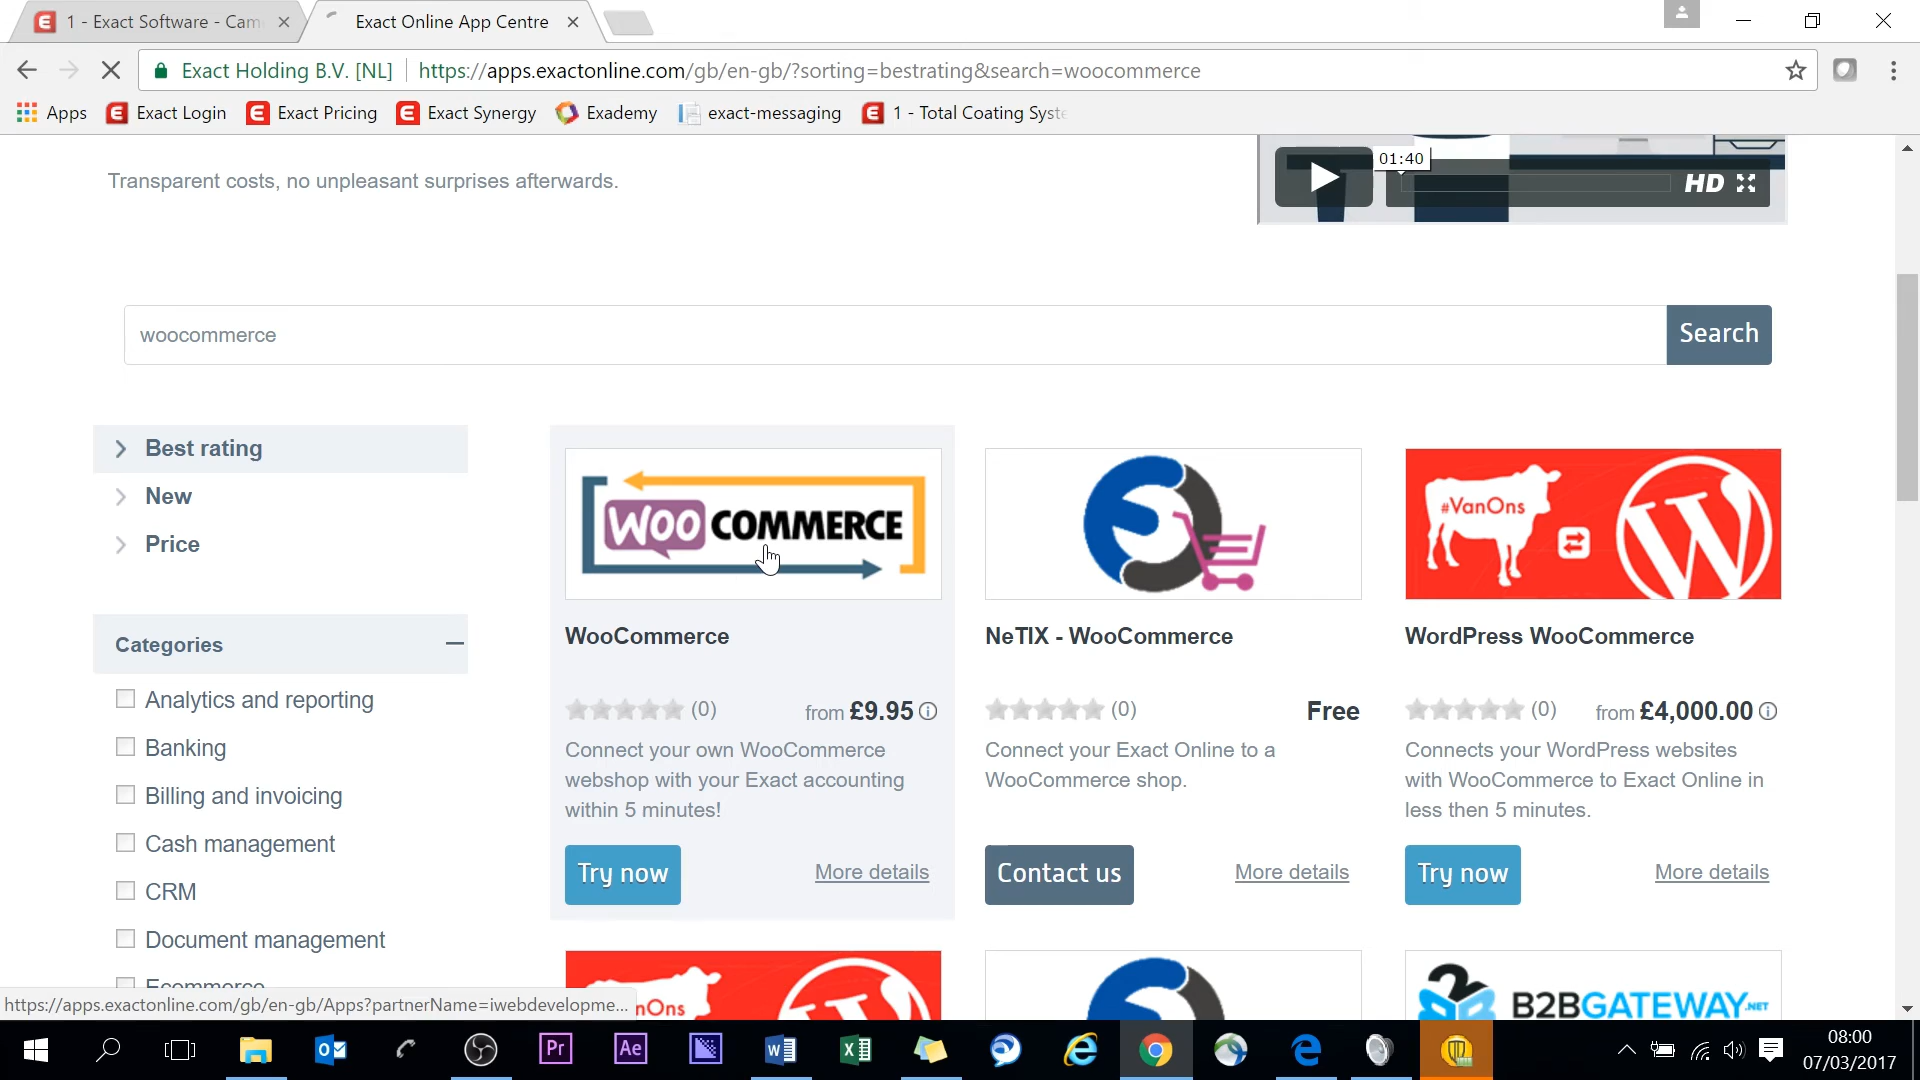 1 - Exact Software - Cam
Exact Online App Centre
Exact Holding B.V. [NL]
https://apps.exactonline.com/gb/en-gb/?sorting=bestrating&search=woocommerce
Apps
Exact Login
Exact Pricing
Exact Synergy
Exademy
exact-messaging
1 - Total Coating Syste
Transparent costs, no unpleasant surprises afterwards.
01:40
HD
woocommerce
Search
Best rating
New
Price
Categories
Analytics and reporting
Banking
Billing and invoicing
Cash management
CRM
Document management
Ecommerce
WOO COMMERCE
WooCommerce
(0)
from £9.95
Connect your own WooCommerce
webshop with your Exact accounting
within 5 minutes!
Try now
More details
NeTIX - WooCommerce
(0)
Free
Connect your Exact Online to a
WooCommerce shop.
Contact us
More details
#VanOns
WordPress WooCommerce
(0)
from £4,000.00
Connects your WordPress websites
with WooCommerce to Exact Online in
less then 5 minutes.
Try now
More details
nOns
B2BGATEWAY.NET
https://apps.exactonline.com/gb/en-gb/Apps?partnerName=iwebdevelopme...
Pr
Ae
08:00
07/03/2017